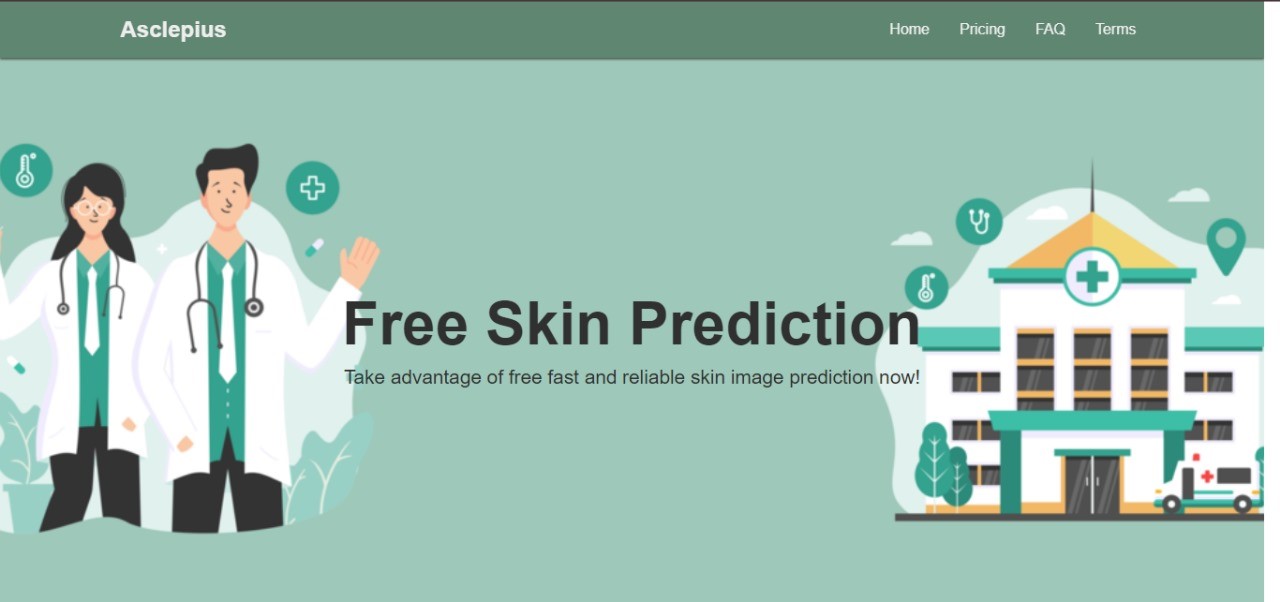 Asclepius
Home Pricing FAQ Terms
Free Skin Prediction
Take advantage of free fast and reliable skin image prediction now!